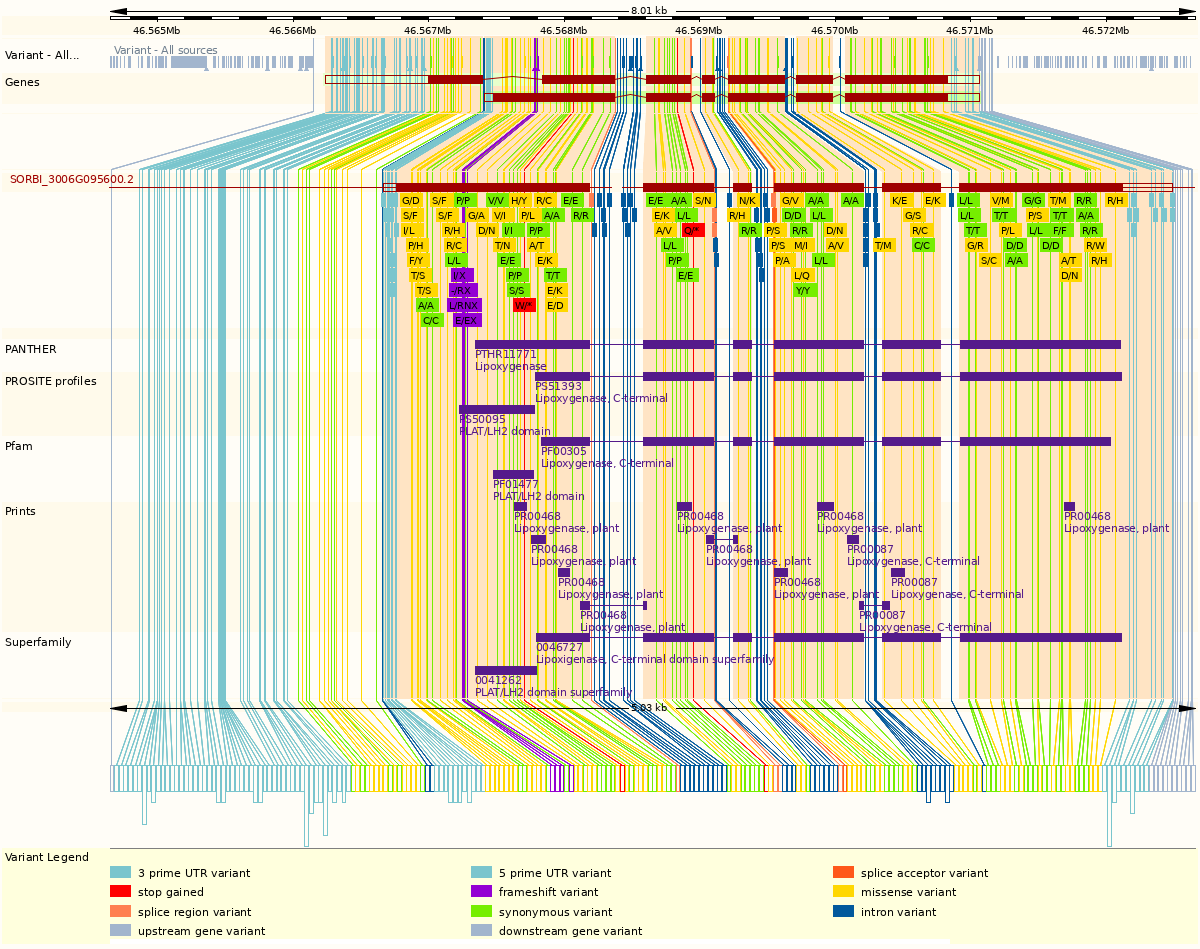 8.01 kb
46.565Mb 46.566Mb 46.567Mb 46.568Mb 46.569Mb 46.570Mb 46.571Mb 46.572Mb
Variant - All... Variant - All sources
Genes
SORBI_3006G095600.2
G/D S/F P/P V/V H/Y R/C E/E E/E A/A S/N N/K G/V A/A A/A K/E E/K L/L V/M G/G T/M R/R R/H
S/F S/F G/A V/I P/L A/A R/R E/K L/L R/H D/D L/L G/S L/L T/T P/S T/T A/A
I/L R/H D/N I/I P/P A/V Q/* R/R P/S R/R D/N R/C T/T P/L L/L F/F R/R
P/H R/C T/N A/T L/L P/S M/I A/V T/M C/C G/R D/D D/D R/W
F/Y L/L E/E E/K P/P P/A L/L S/C A/A A/T R/H
T/S I/X P/P T/T E/E L/Q D/N
T/S -/RX S/S E/K Y/Y
A/A L/RNX W/* E/D
C/C E/EX
PANTHER
PTHR11771
Lipoxygenase
PROSITE profiles
PS51393
Lipoxygenase, C-terminal
PS50095
PLAT/LH2 domain
Pfam
PF00305
Lipoxygenase, C-terminal
PF01477
PLAT/LH2 domain
Prints
PR00468 PR00468 PR00468 PR00468
Lipoxygenase, plant Lipoxygenase, plant Lipoxygenase, plant Lipoxygenase, plant
PR00468 PR00468 PR00087
Lipoxygenase, plant Lipoxygenase, plant Lipoxygenase, C-terminal
PR00468 PR00468 PR00087
Lipoxygenase, plant Lipoxygenase, plant Lipoxygenase, C-terminal
PR00468 PR00087
Lipoxygenase, plant Lipoxygenase, C-terminal
Superfamily
0046727
Lipoxigenase, C-terminal domain superfamily
0041262
PLAT/LH2 domain superfamily
5.03 kb
Variant Legend
3 prime UTR variant 5 prime UTR variant splice acceptor variant
stop gained frameshift variant missense variant
splice region variant synonymous variant intron variant
upstream gene variant downstream gene variant